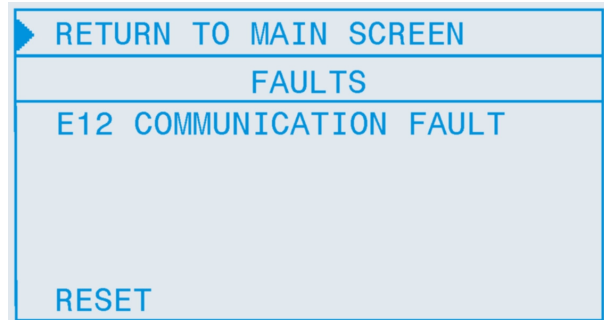 RETURN TO MAIN SCREEN
FAULTS
E12 COMMUNICATION FAULT
RESET